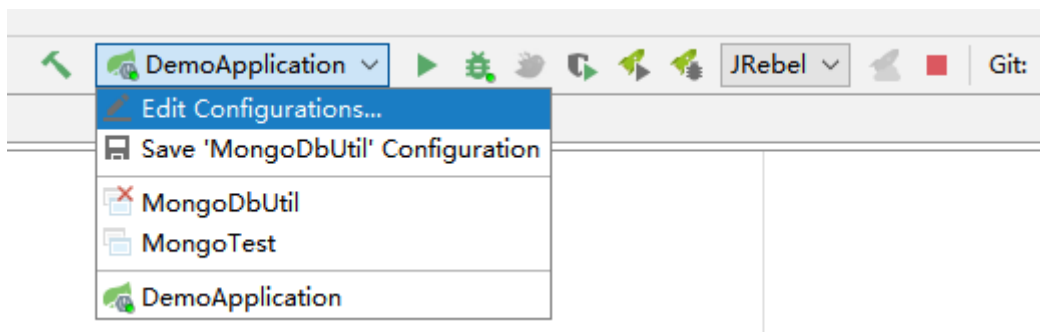 DemoApplication JRebel Git:
Edit Configurations...
Save 'MongoDbUtil' Configuration
MongoDbUtil
MongoTest
DemoApplication